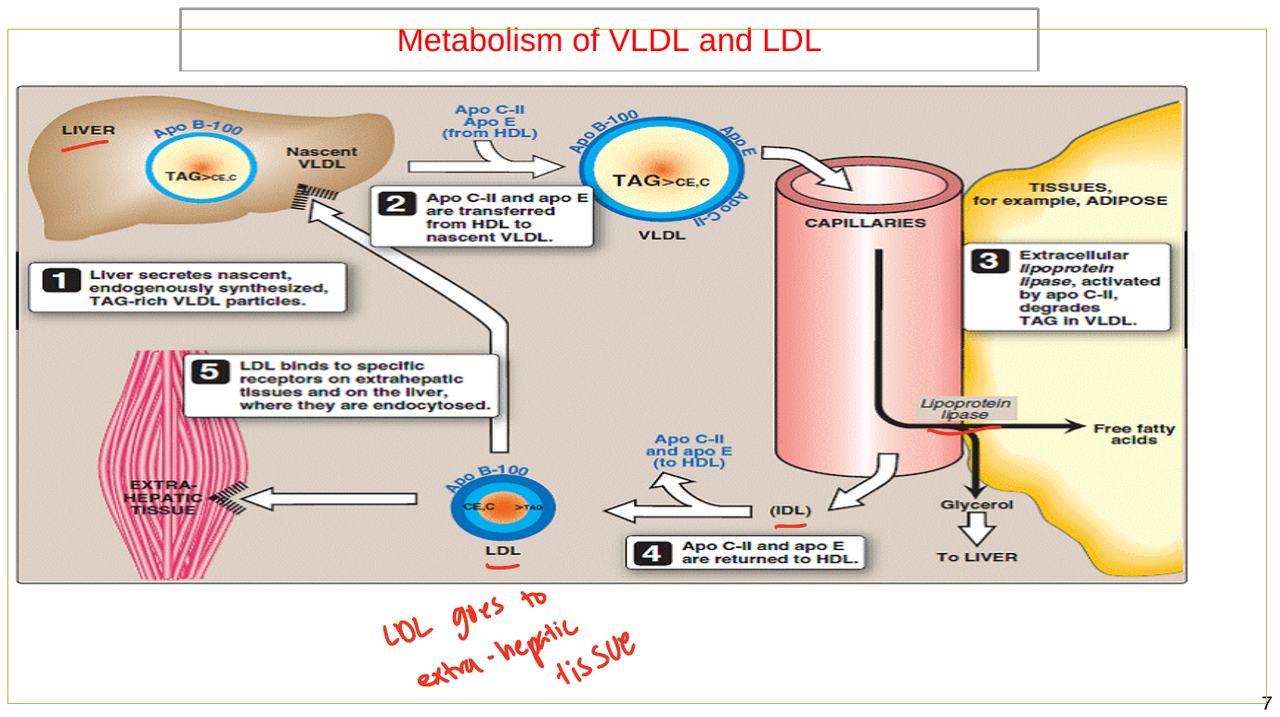 Metabolism of VLDL and LDL
LIVER
Apo B-100
TAG>CE,C
Nascent
VLDL
Apo C-II
Apo E
(from HDL)
Apo B-100
Apo E
Apo C-II
TAG>CE,C
VLDL
1 Liver secretes nascent,
endogenously synthesized,
TAG-rich VLDL particles.
2 Apo C-II and apo E
are transferred
from HDL to
nascent VLDL.
CAPILLARIES
TISSUES,
for example, ADIPOSE
3 Extracellular
lipoprotein
lipase, activated
by apo C-II,
degrades
TAG in VLDL.
5 LDL binds to specific
receptors on extrahepatic
tissues and on the liver,
where they are endocytosed.
Lipoprotein
lipase
Free fatty
acids
Glycerol
To LIVER
Apo C-II
and apo E
(to HDL)
(IDL)
4 Apo C-II and apo E
are returned to HDL.
Apo B-100
CE,C >TAG
LDL
EXTRA-
HEPATIC
TISSUE
LDL goes to
extra-hepatic
tissue
7